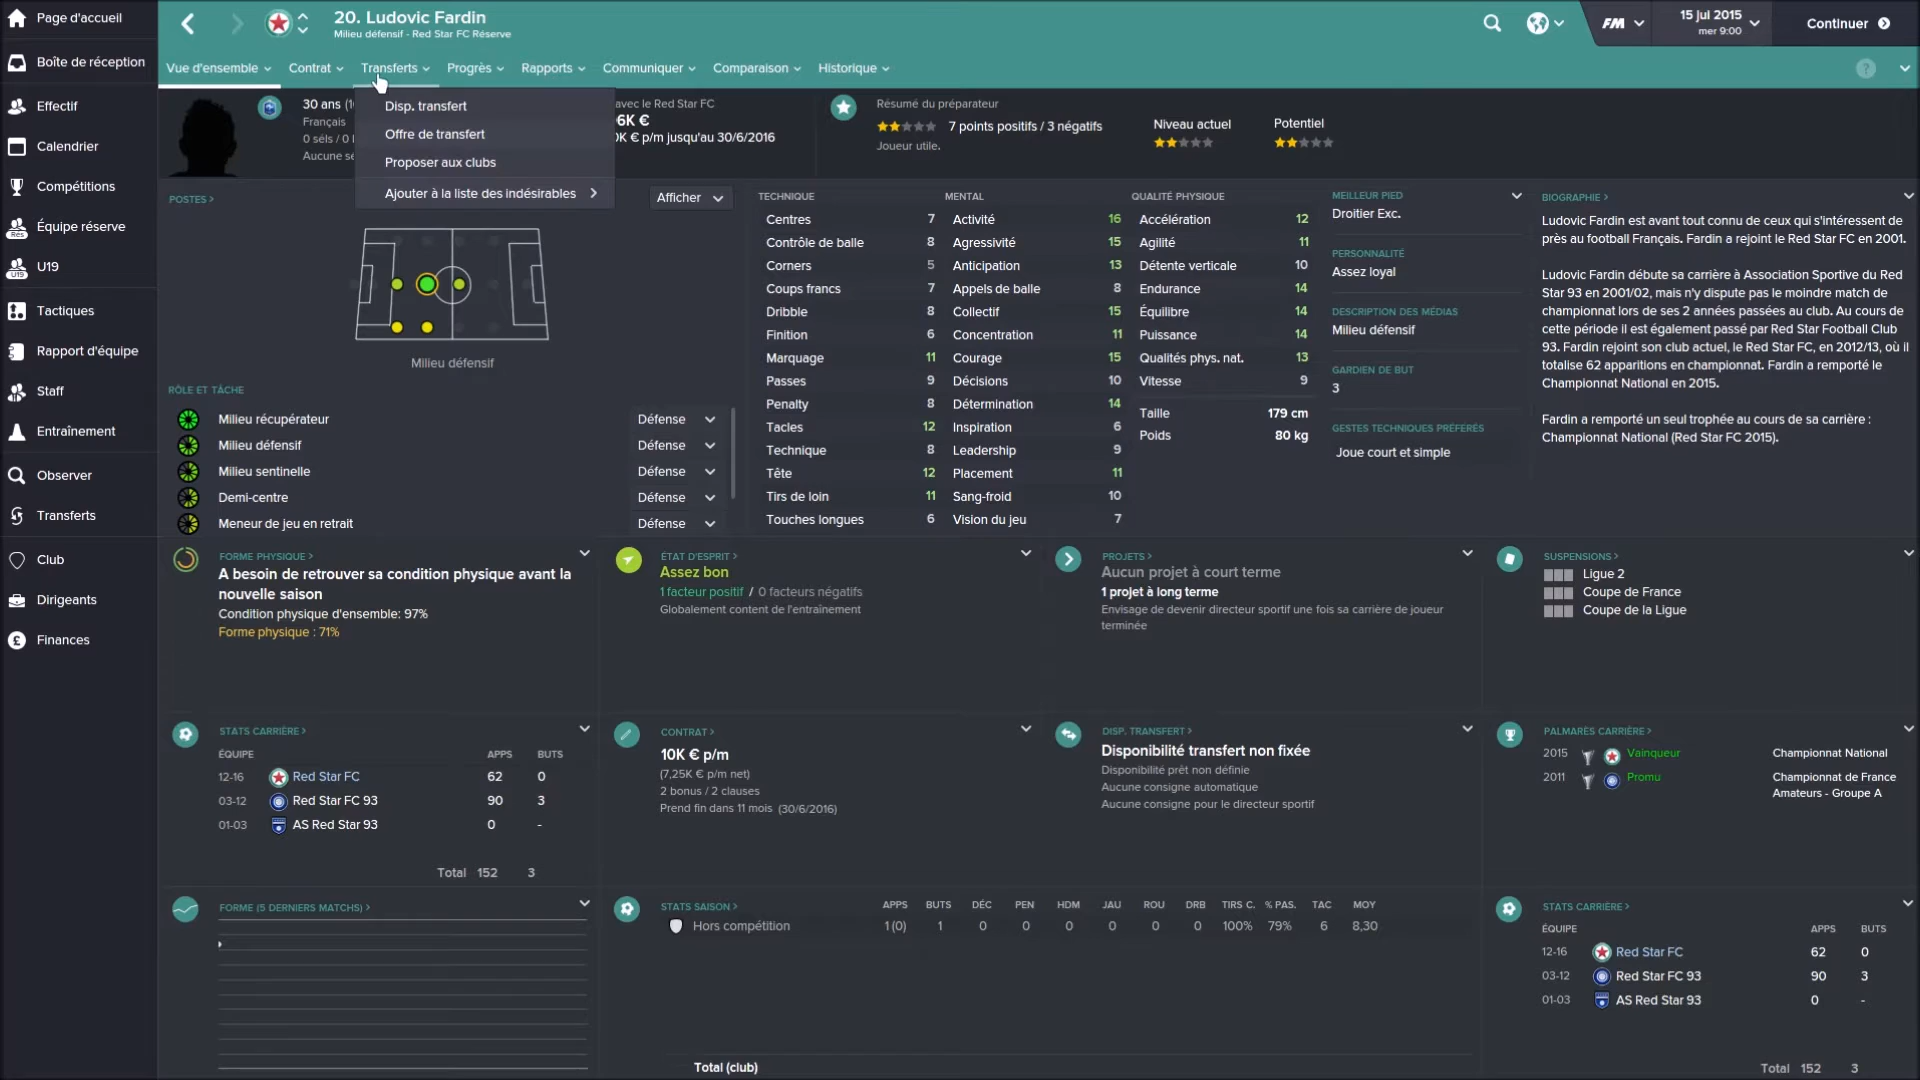 Page d'accueil
Boîte de réception
Effectif
Calendrier
Compétitions
Équipe réserve
U19
Tactiques
Rapport d'équipe
Staff
Entraînement
Observer
Transferts
Club
Dirigeants
Finances
20. Ludovic Fardin
Milieu défensif - Red Star FC Réserve
FM
15 jul 2015
mer 9:00
Continuer
Vue d'ensemble
Contrat
Transferts
Progrès
Rapports
Communiquer
Comparaison
Historique
?
Disp. transfert
Offre de transfert
Proposer aux clubs
Ajouter à la liste des indésirables
30 ans
Français
0 séls / 0
Aucune
avec le Red Star FC
6K €
K € p/m jusqu'au 30/6/2016
Résumé du préparateur
7 points positifs / 3 négatifs
Joueur utile.
Niveau actuel
Potentiel
POSTES >
Afficher
Milieu défensif
RÔLE ET TÂCHE
Milieu récupérateur Défense
Milieu défensif Défense
Milieu sentinelle Défense
Demi-centre Défense
Meneur de jeu en retrait Défense
TECHNIQUE
Centres 7
Contrôle de balle 8
Corners 5
Coups francs 7
Dribble 8
Finition 6
Marquage 11
Passes 9
Penalty 8
Tacles 12
Technique 8
Tête 12
Tirs de loin 11
Touches longues 6
MENTAL
Activité 16
Agressivité 15
Anticipation 13
Appels de balle 8
Collectif 15
Concentration 11
Courage 15
Décisions 10
Détermination 14
Inspiration 6
Leadership 9
Placement 11
Sang-froid 10
Vision du jeu 7
QUALITÉ PHYSIQUE
Accélération 12
Agilité 11
Détente verticale 10
Endurance 14
Équilibre 14
Puissance 14
Qualités phys. nat. 13
Vitesse 9
Taille 179 cm
Poids 80 kg
MEILLEUR PIED
Droitier Exc.
PERSONNALITÉ
Assez loyal
DESCRIPTION DES MÉDIAS
Milieu défensif
GARDIEN DE BUT
3
GESTES TECHNIQUES PRÉFÉRÉS
Joue court et simple
BIOGRAPHIE >
Ludovic Fardin est avant tout connu de ceux qui s'intéressent de
près au football Français. Fardin a rejoint le Red Star FC en 2001.
Ludovic Fardin débute sa carrière à Association Sportive du Red
Star 93 en 2001/02, mais n'y dispute pas le moindre match de
championnat lors de ses 2 années passées au club. Au cours de
cette période il est également passé par Red Star Football Club
93. Fardin rejoint son club actuel, le Red Star FC, en 2012/13, où il
totalise 62 apparitions en championnat. Fardin a remporté le
Championnat National en 2015.
Fardin a remporté un seul trophée au cours de sa carrière :
Championnat National (Red Star FC 2015).
FORME PHYSIQUE >
A besoin de retrouver sa condition physique avant la
nouvelle saison
Condition physique d'ensemble: 97%
Forme physique : 71%
ÉTAT D'ESPRIT >
Assez bon
1 facteur positif / 0 facteurs négatifs
Globalement content de l'entraînement
PROJETS >
Aucun projet à court terme
1 projet à long terme
Envisage de devenir directeur sportif une fois sa carrière de joueur
terminée
SUSPENSIONS >
Ligue 2
Coupe de France
Coupe de la Ligue
STATS CARRIÈRE >
ÉQUIPE APPS BUTS
12-16 Red Star FC 62 0
03-12 Red Star FC 93 90 3
01-03 AS Red Star 93 0 -
Total 152 3
CONTRAT >
10K € p/m
(7,25K € p/m net)
2 bonus / 2 clauses
Prend fin dans 11 mois (30/6/2016)
DISP. TRANSFERT >
Disponibilité transfert non fixée
Disponibilité prêt non définie
Aucune consigne automatique
Aucune consigne pour le directeur sportif
PALMARÈS CARRIÈRE >
2015 Vainqueur Championnat National
2011 Promu Championnat de France
Amateurs - Groupe A
FORME (5 DERNIERS MATCHS) >
STATS SAISON > APPS BUTS DÉC PEN HDM JAU ROU DRB TIRS C. % PAS. TAC MOY
Hors compétition 1 (0) 1 0 0 0 0 0 0 100% 79% 6 8,30
Total (club)
STATS CARRIÈRE >
ÉQUIPE APPS BUTS
12-16 Red Star FC 62 0
03-12 Red Star FC 93 90 3
01-03 AS Red Star 93 0 -
Total 152 3